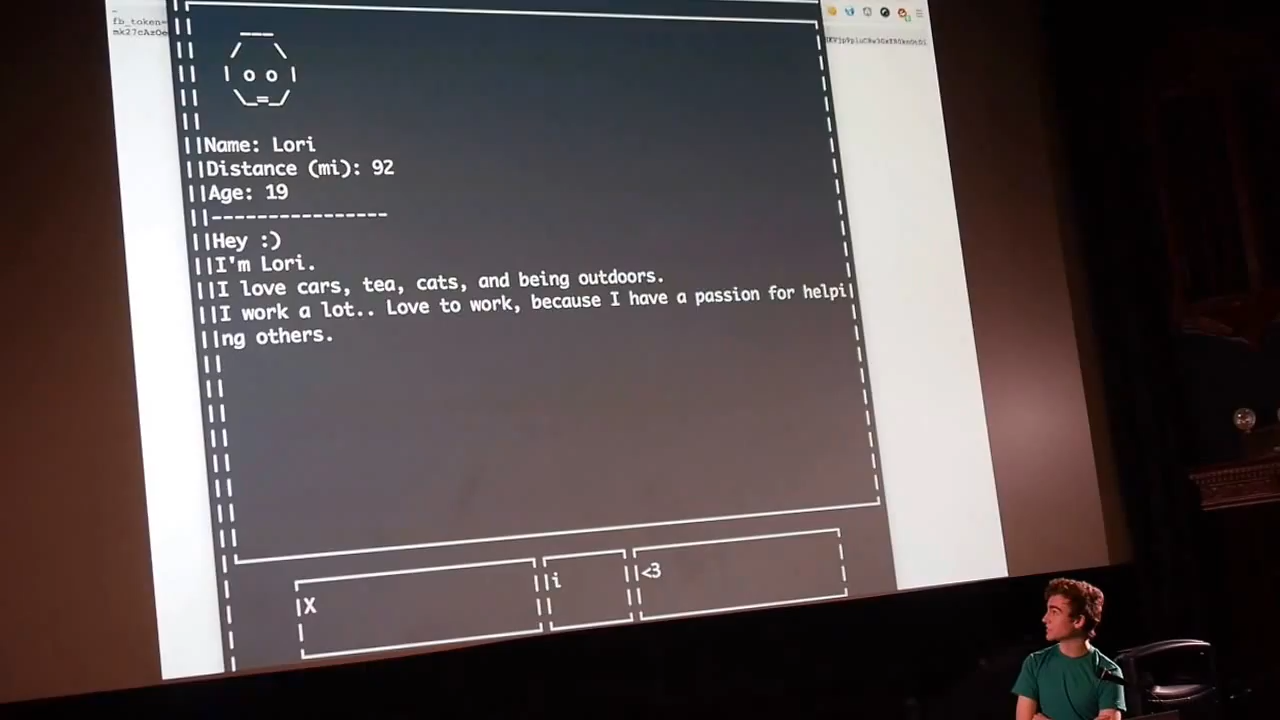 fb_token=
Name: Lori
Distance (mi): 92
Age: 19
----------------
Hey :)
I'm Lori.
I love cars, tea, cats, and being outdoors.
I work a lot.. Love to work, because I have a passion for helpi
ng others.
X
i
<3